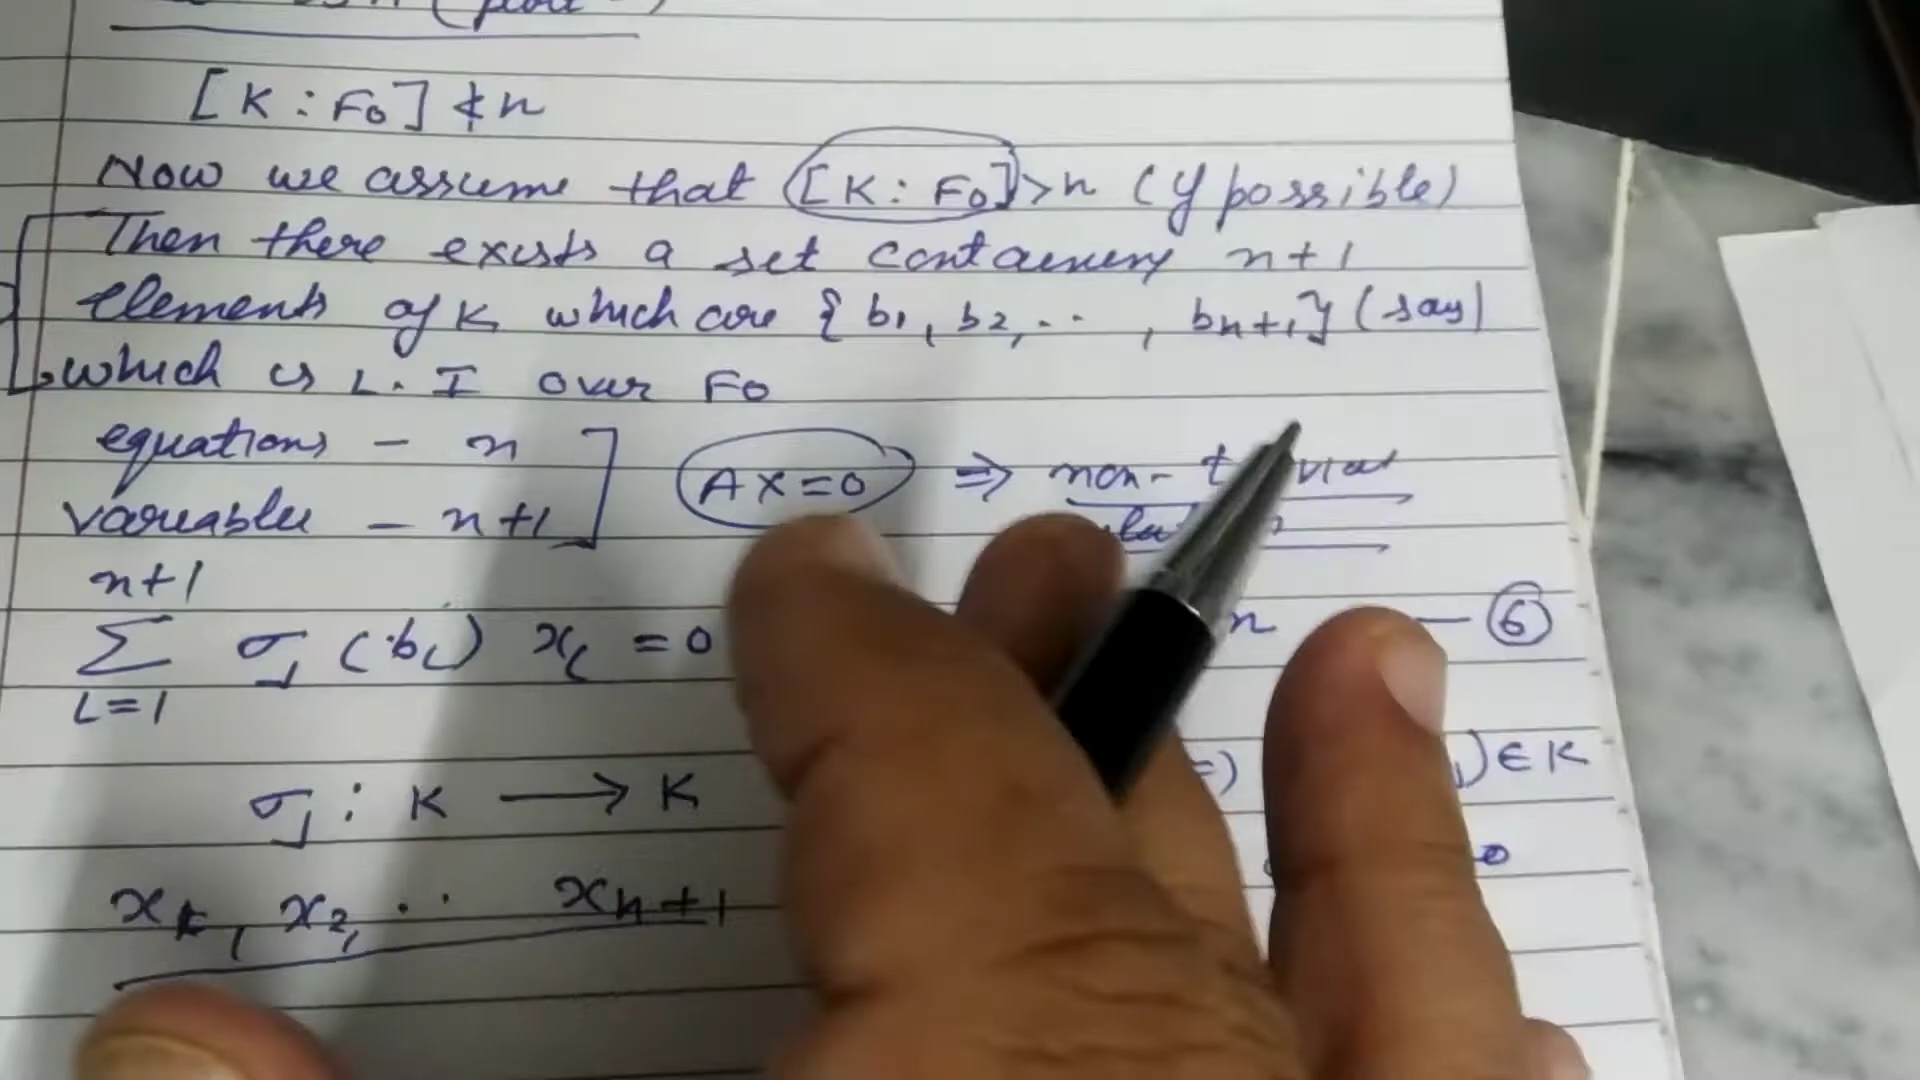 [K : F0] ≮ n
Now we assume that [K : F0] > n (if possible)
Then there exists a set containing n+1
elements of K which are {b1, b2, .. , bn+1} (say)
which is L.I over F0
equations - n ] AX=0 ⇒ non-trivial
variable - n+1
n+1
∑ σj (bi) xi = 0 n — ⑥
i=1
σj : K ⟶ K ∈ K
x1, x2, .. xn+1